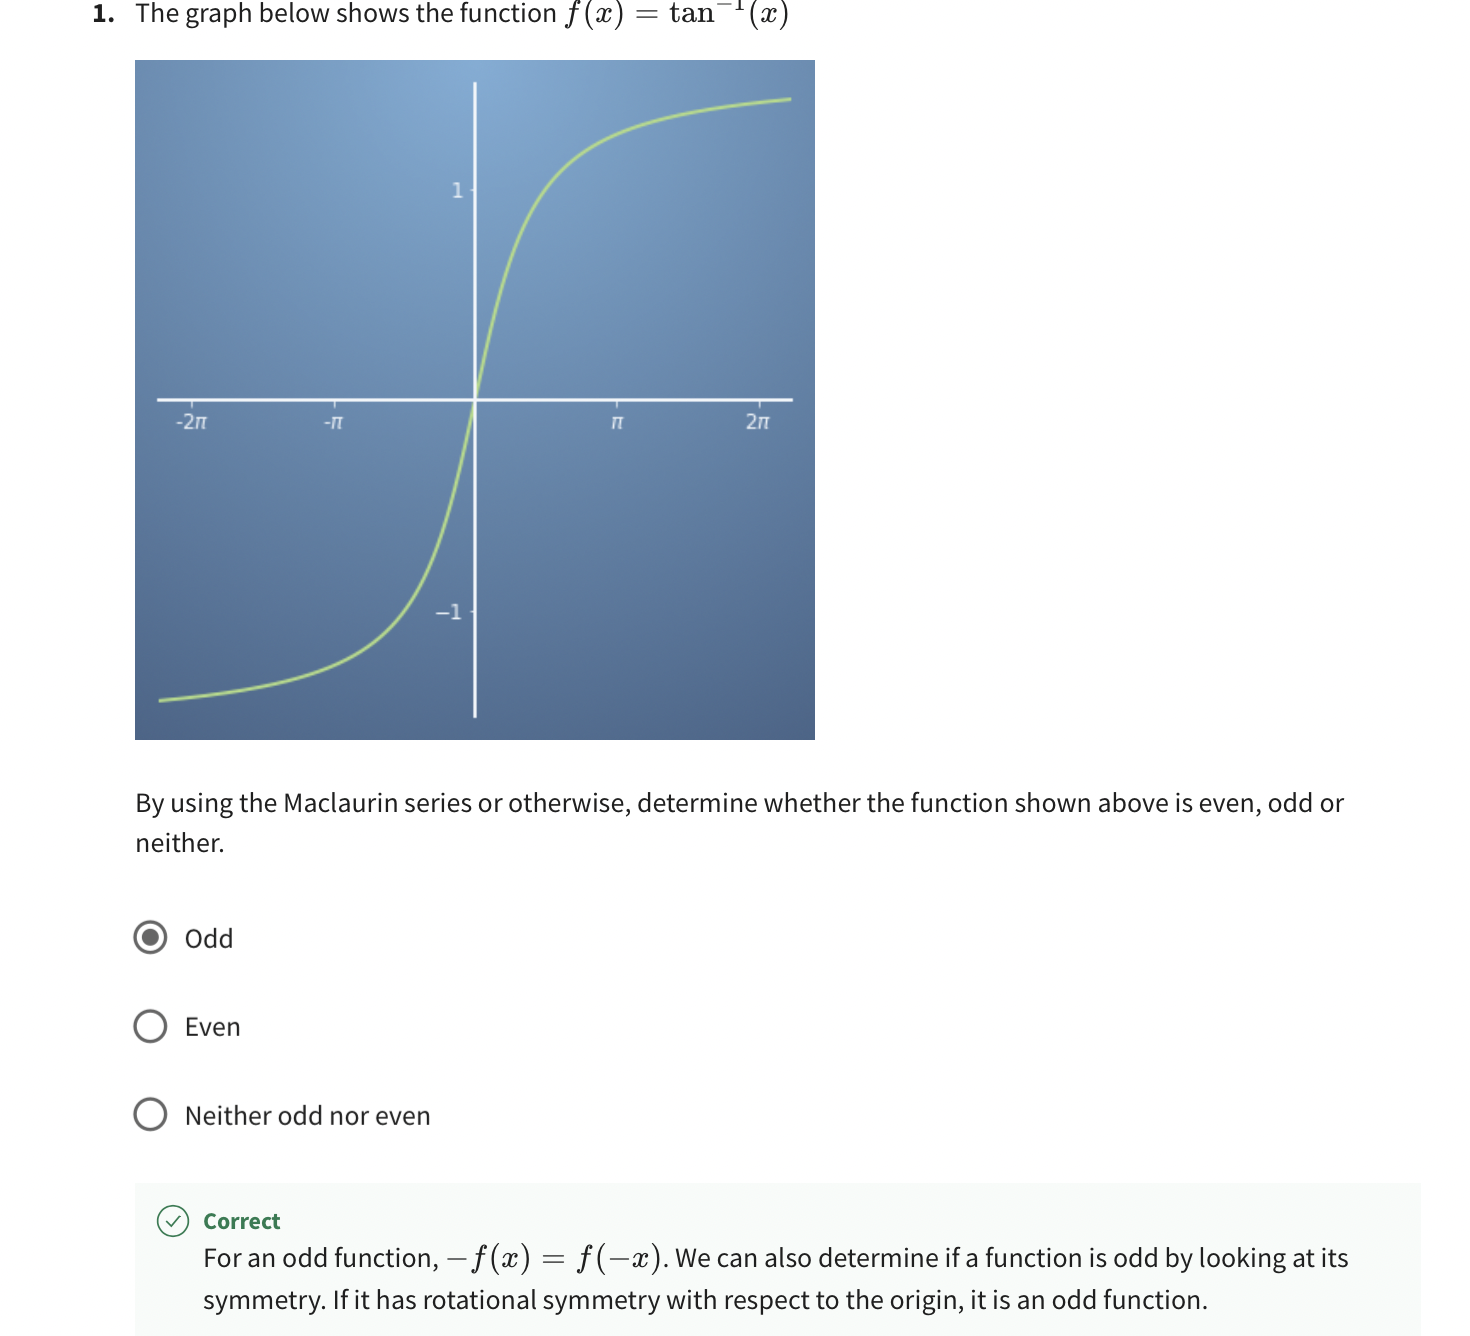 1. The graph below shows the function f(x) = tan⁻¹(x)
1
-2π -π π 2π
−1
By using the Maclaurin series or otherwise, determine whether the function shown above is even, odd or
neither.
Odd
Even
Neither odd nor even
Correct
For an odd function, −f(x) = f(−x). We can also determine if a function is odd by looking at its
symmetry. If it has rotational symmetry with respect to the origin, it is an odd function.